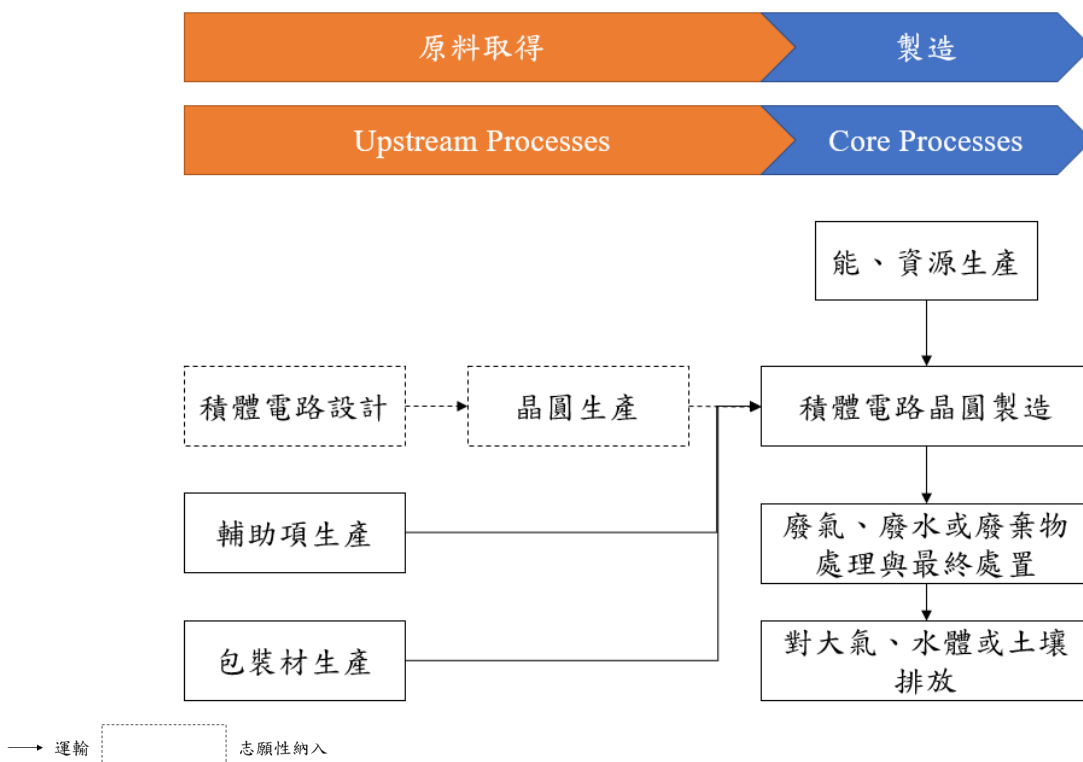 原料取得
製造
Upstream Processes
Core Processes
能、資源生產
積體電路設計
晶圓生產
積體電路晶圓製造
輔助項生產
廢氣、廢水或廢棄物
處理與最終處置
包裝材生產
對大氣、水體或土壤
排放
運輸
志願性納入